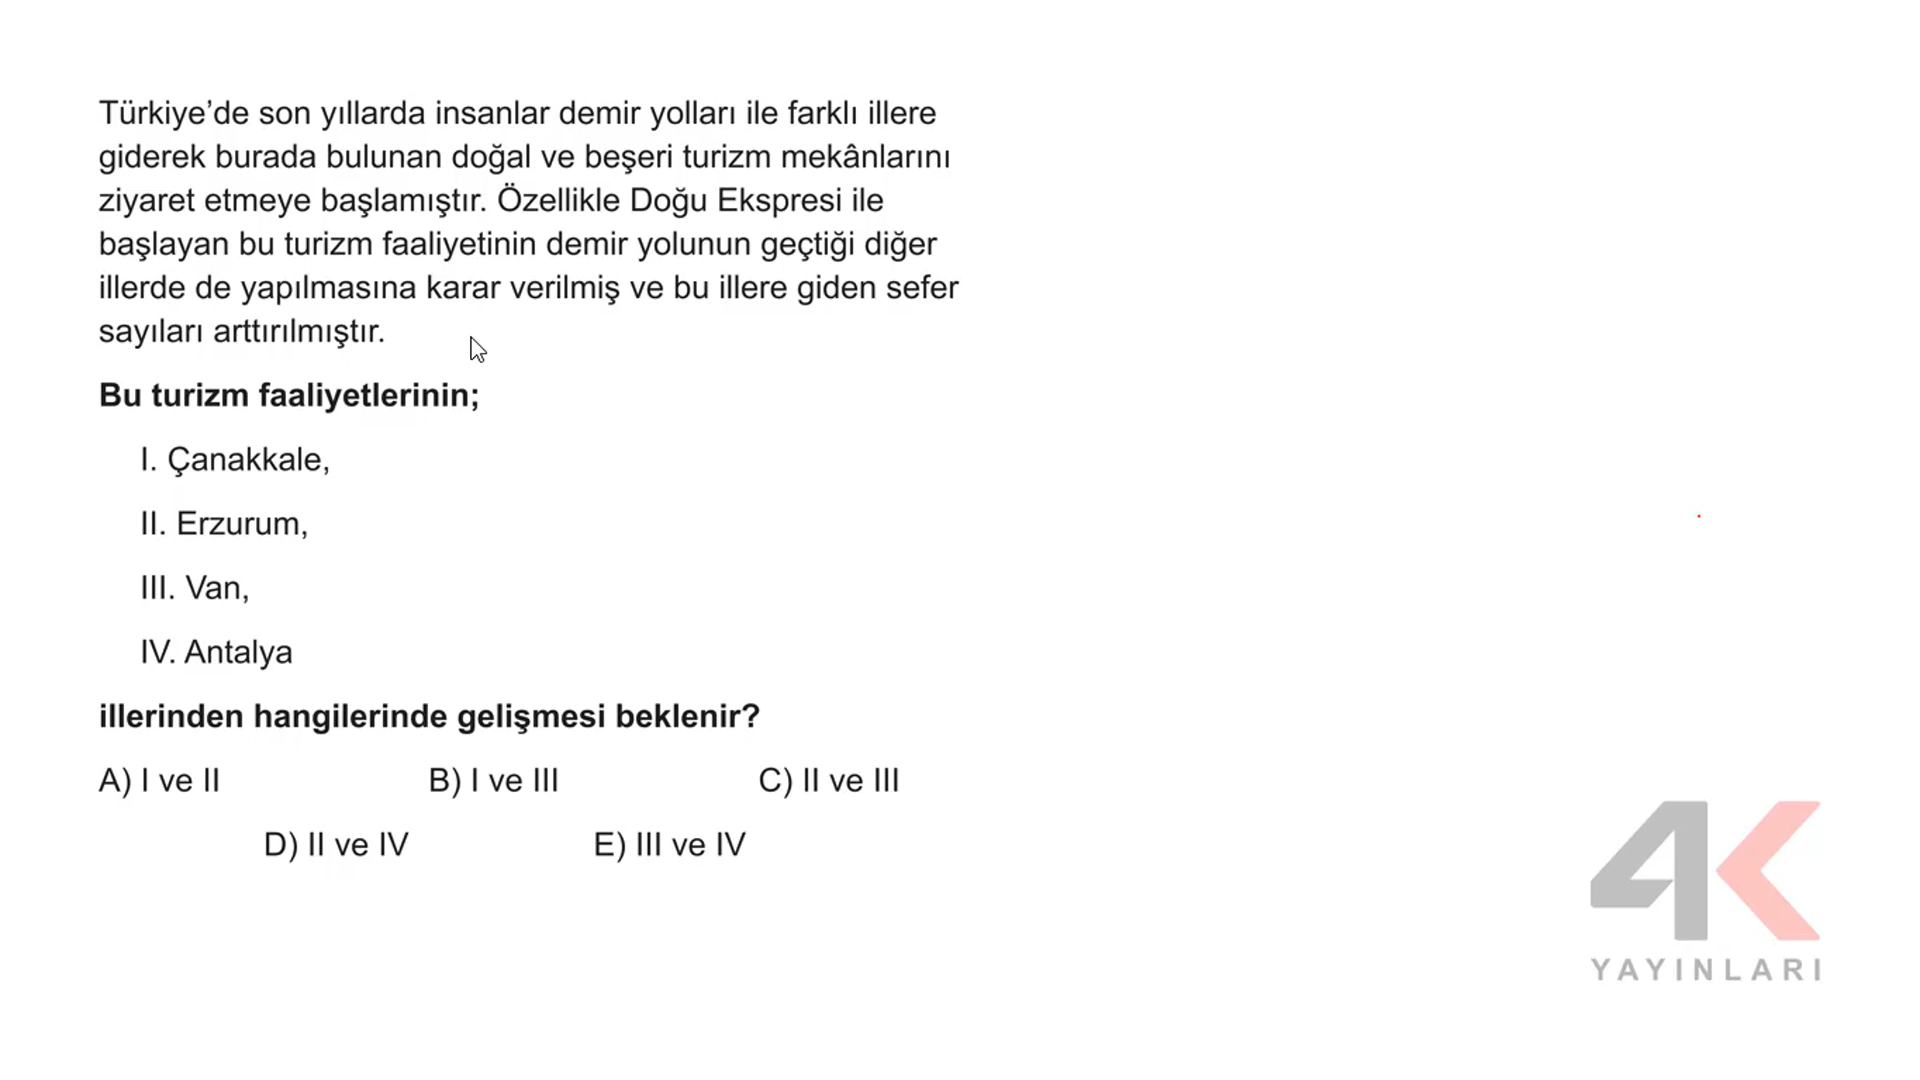 Türkiye’de son yıllarda insanlar demir yolları ile farklı illere
giderek burada bulunan doğal ve beşeri turizm mekânlarını
ziyaret etmeye başlamıştır. Özellikle Doğu Ekspresi ile
başlayan bu turizm faaliyetinin demir yolunun geçtiği diğer
illerde de yapılmasına karar verilmiş ve bu illere giden sefer
sayıları arttırılmıştır.
Bu turizm faaliyetlerinin;
I. Çanakkale,
II. Erzurum,
III. Van,
IV. Antalya
illerinden hangilerinde gelişmesi beklenir?
A) I ve II B) I ve III C) II ve III
D) II ve IV E) III ve IV
4K
YAYINLARI